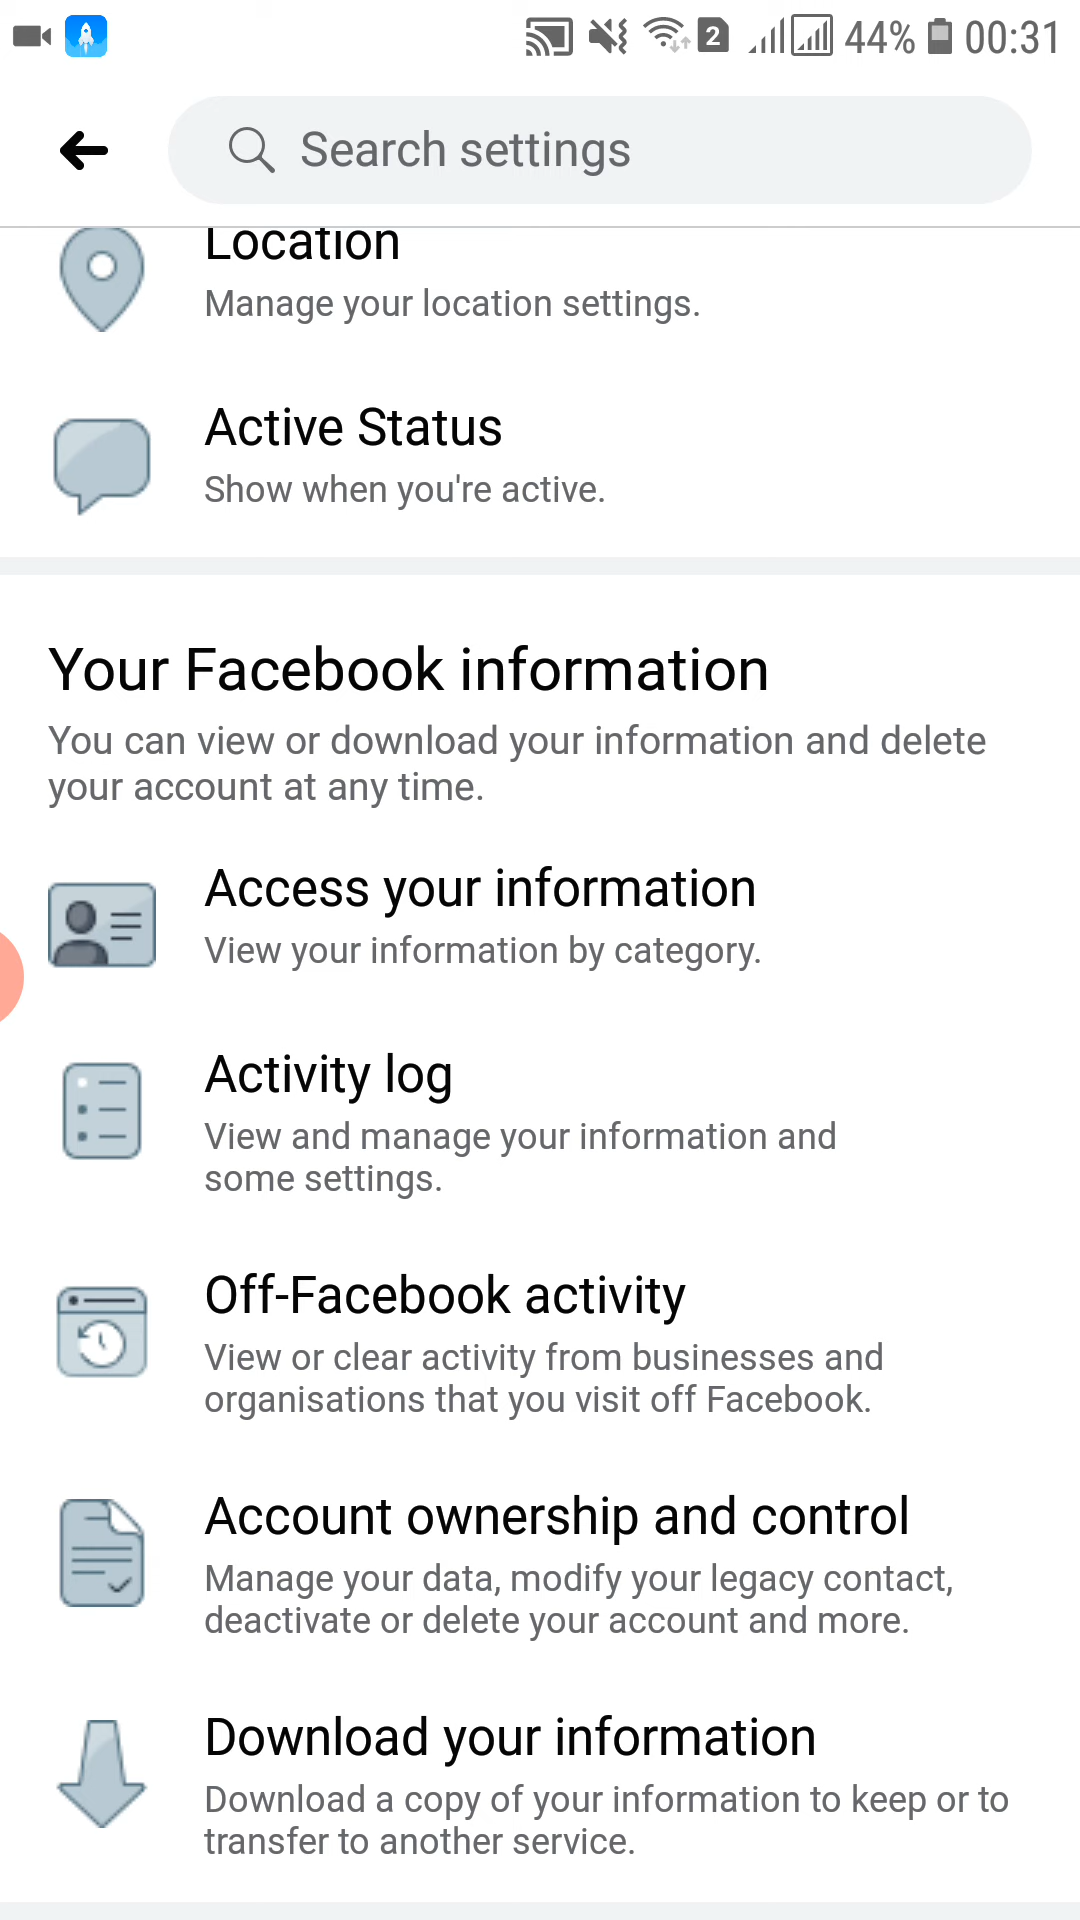 2 44% 00:31
Search settings
Location
Manage your location settings.
Active Status
Show when you're active.
Your Facebook information
You can view or download your information and delete
your account at any time.
Access your information
View your information by category.
Activity log
View and manage your information and
some settings.
Off-Facebook activity
View or clear activity from businesses and
organisations that you visit off Facebook.
Account ownership and control
Manage your data, modify your legacy contact,
deactivate or delete your account and more.
Download your information
Download a copy of your information to keep or to
transfer to another service.